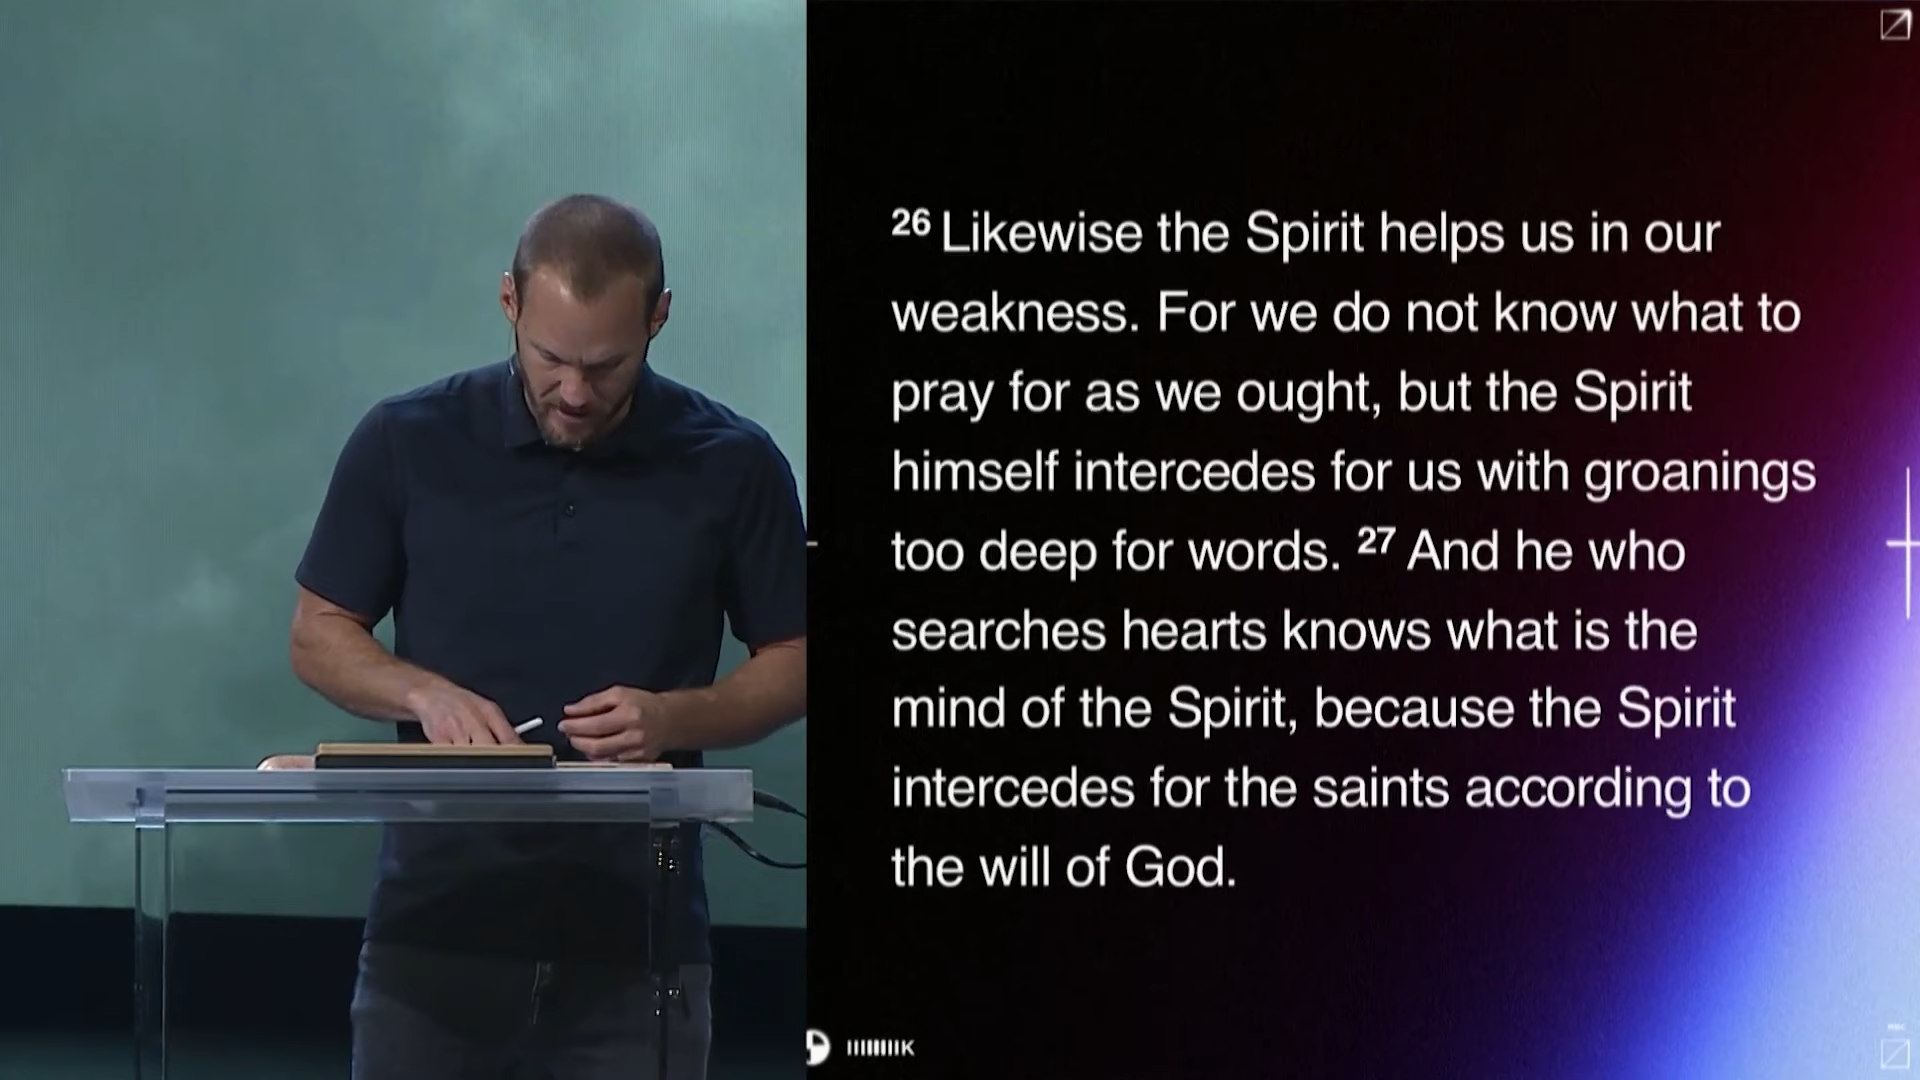 26 Likewise the Spirit helps us in our
weakness. For we do not know what to
pray for as we ought, but the Spirit
himself intercedes for us with groanings
too deep for words. 27 And he who
searches hearts knows what is the
mind of the Spirit, because the Spirit
intercedes for the saints according to
the will of God.
K